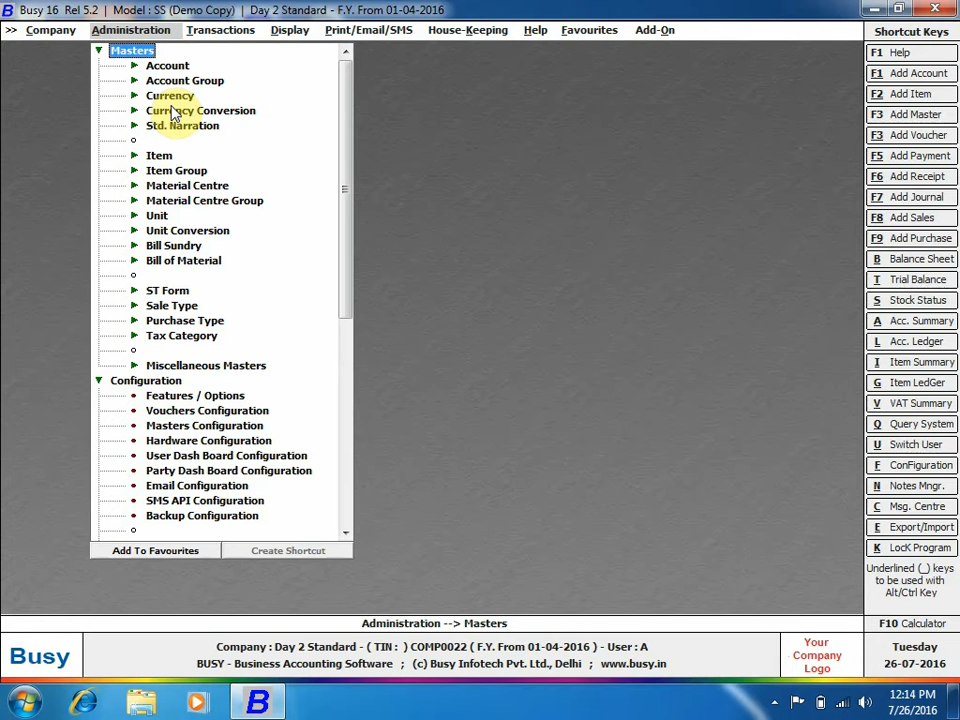 B Busy 16 Rel 5.2 | Model : SS (Demo Copy) | Day 2 Standard - F.Y. From 01-04-2016
>> Company Administration Transactions Display Print/Email/SMS House-Keeping Help Favourites Add-On
Masters
Account
Account Group
Currency
Currency Conversion
Std. Narration
Item
Item Group
Material Centre
Material Centre Group
Unit
Unit Conversion
Bill Sundry
Bill of Material
ST Form
Sale Type
Purchase Type
Tax Category
Miscellaneous Masters
Configuration
Features / Options
Vouchers Configuration
Masters Configuration
Hardware Configuration
User Dash Board Configuration
Party Dash Board Configuration
Email Configuration
SMS API Configuration
Backup Configuration
Add To Favourites Create Shortcut
Shortcut Keys
F1 Help
F1 Add Account
F2 Add Item
F3 Add Master
F3 Add Voucher
F5 Add Payment
F6 Add Receipt
F7 Add Journal
F8 Add Sales
F9 Add Purchase
B Balance Sheet
T Trial Balance
S Stock Status
A Acc. Summary
L Acc. Ledger
I Item Summary
G Item LedGer
V VAT Summary
Q Query System
U Switch User
F ConFiguration
N Notes Mngr.
C Msg. Centre
E Export/Import
K LocK Program
Underlined (_) keys
to be used with
Alt/Ctrl Key
F10 Calculator
Administration --> Masters
Busy
Company : Day 2 Standard - ( TIN : ) COMP0022 ( F.Y. From 01-04-2016 ) - User : A
BUSY - Business Accounting Software ; (c) Busy Infotech Pvt. Ltd., Delhi ; www.busy.in
Your
Company
Logo
Tuesday
26-07-2016
B
12:14 PM
7/26/2016